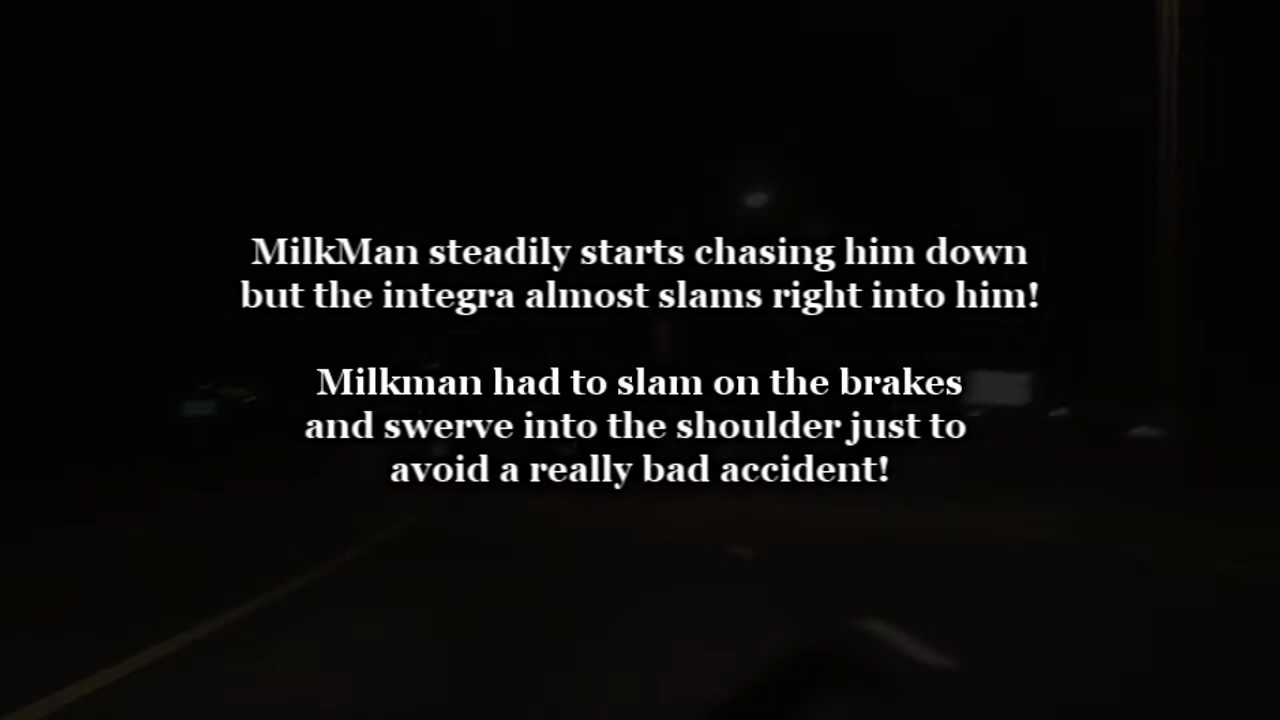 MilkMan steadily starts chasing him down
but the integra almost slams right into him!
Milkman had to slam on the brakes
and swerve into the shoulder just to
avoid a really bad accident!